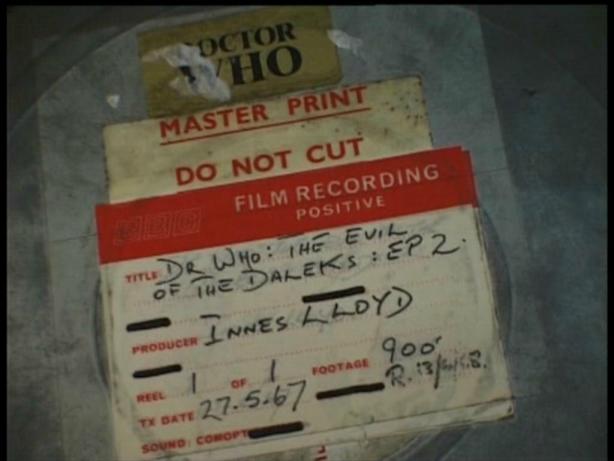 DOCTOR
WHO
MASTER PRINT
DO NOT CUT
BBC FILM RECORDING
POSITIVE
TITLE DR WHO: THE EVIL
OF THE DALEKS: EP 2.
PRODUCER INNES LLOYD
REEL 1 OF 1 FOOTAGE 900'
TX DATE 27.5.67
SOUND: COMOPT